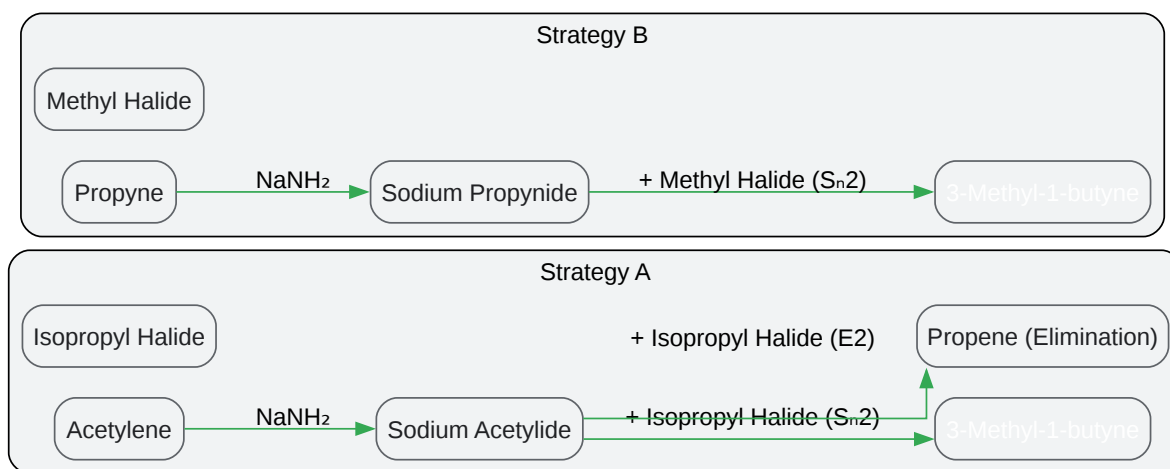 Strategy B
Methyl Halide
Propyne
NaNH₂
Sodium Propynide
+ Methyl Halide (Sₙ2)
3-Methyl-1-butyne
Strategy A
Isopropyl Halide
+ Isopropyl Halide (E2)
Propene (Elimination)
Acetylene
NaNH₂
Sodium Acetylide
+ Isopropyl Halide (Sₙ2)
3-Methyl-1-butyne